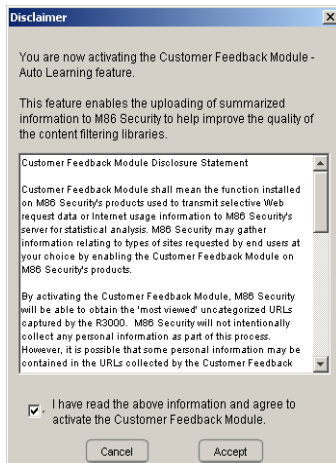 Disclaimer
You are now activating the Customer Feedback Module -
Auto Learning feature.
This feature enables the uploading of summarized
information to M86 Security to help improve the quality of
the content filtering libraries.
Customer Feedback Module Disclosure Statement
Customer Feedback Module shall mean the function installed
on M86 Security's products used to transmit selective Web
request data or Internet usage information to M86 Security's
server for statistical analysis. M86 Security may gather
information relating to types of sites requested by end users at
your choice by enabling the Customer Feedback Module on
M86 Security's products.
By activating the Customer Feedback Module, M86 Security
will be able to obtain the 'most viewed' uncategorized URLs
captured by the R3000. M86 Security will not intentionally
collect any personal information as part of this process.
However, it is possible that some personal information may be
contained in the URLs collected by the Customer Feedback
I have read the above information and agree to
activate the Customer Feedback Module.
Cancel Accept